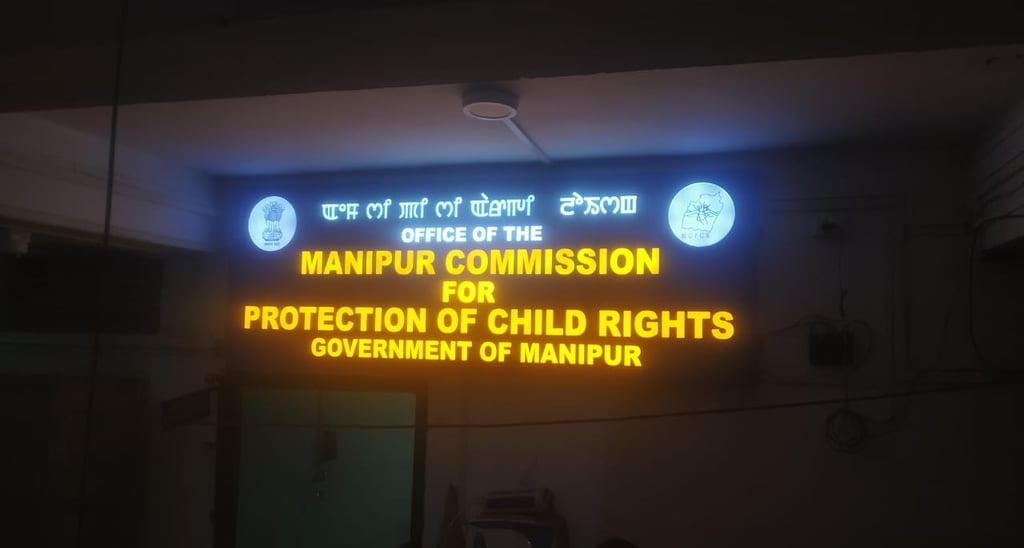 OFFICE OF THE
MANIPUR COMMISSION
FOR
PROTECTION OF CHILD RIGHTS
GOVERNMENT OF MANIPUR